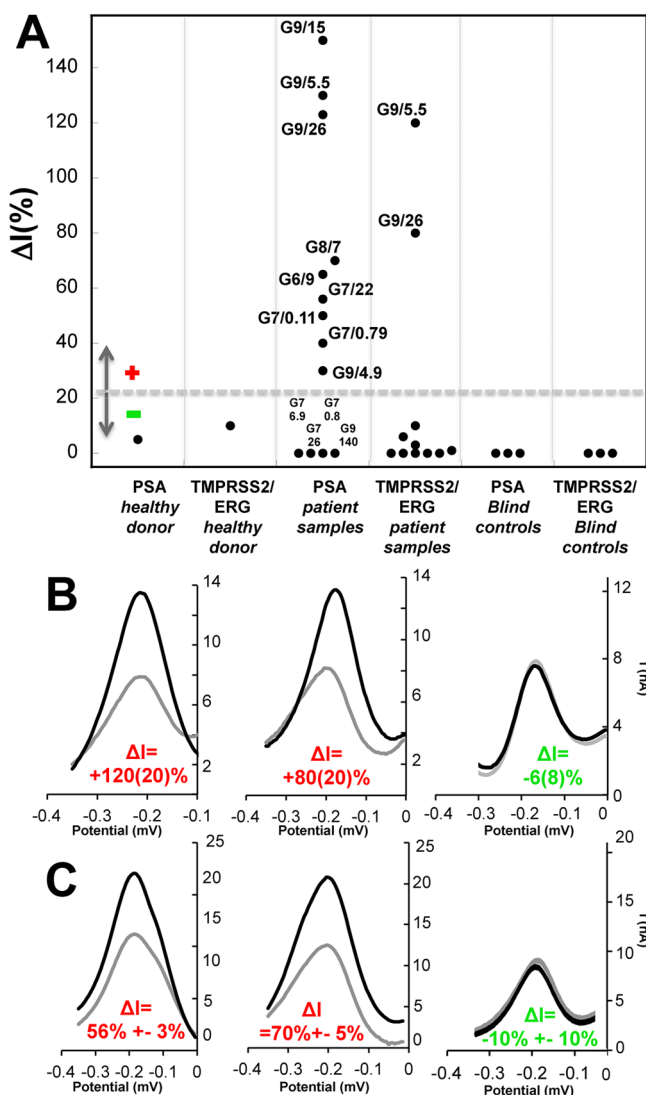 A
ΔI(%)
140
120
100
80
60
40
20
0
G9/15
G9/5.5
G9/26
G8/7
G6/9
G7/22
G7/0.11
G7/0.79
G9/4.9
G9/5.5
G9/26
G7
6.9
G7
0.8
G7
26
G9
140
PSA
healthy
donor
TMPRSS2/
ERG
healthy
donor
PSA
patient
samples
TMPRSS2/
ERG
patient
samples
PSA
Blind
controls
TMPRSS2/
ERG
Blind
controls
B
14
10
6
2
ΔI=
+120(20)%
-0.4 -0.3 -0.2 -0.1
Potential (mV)
14
10
6
2
ΔI=
+80(20)%
-0.4 -0.3 -0.2 -0.1 0
Potential (mV)
12
8
4
0
ΔI=
-6(8)%
-0.4 -0.3 -0.2 -0.1 0
Potential (mV)
C
25
20
15
10
5
0
ΔI=
56% +- 3%
-0.4 -0.3 -0.2 -0.1 0
Potential (mV)
25
20
15
10
5
0
ΔI
=70%+- 5%
-0.4 -0.3 -0.2 -0.1 0
Potential (mV)
20
15
10
5
0
ΔI=
-10% +- 10%
-0.4 -0.3 -0.2 -0.1 0
Potential (mV)